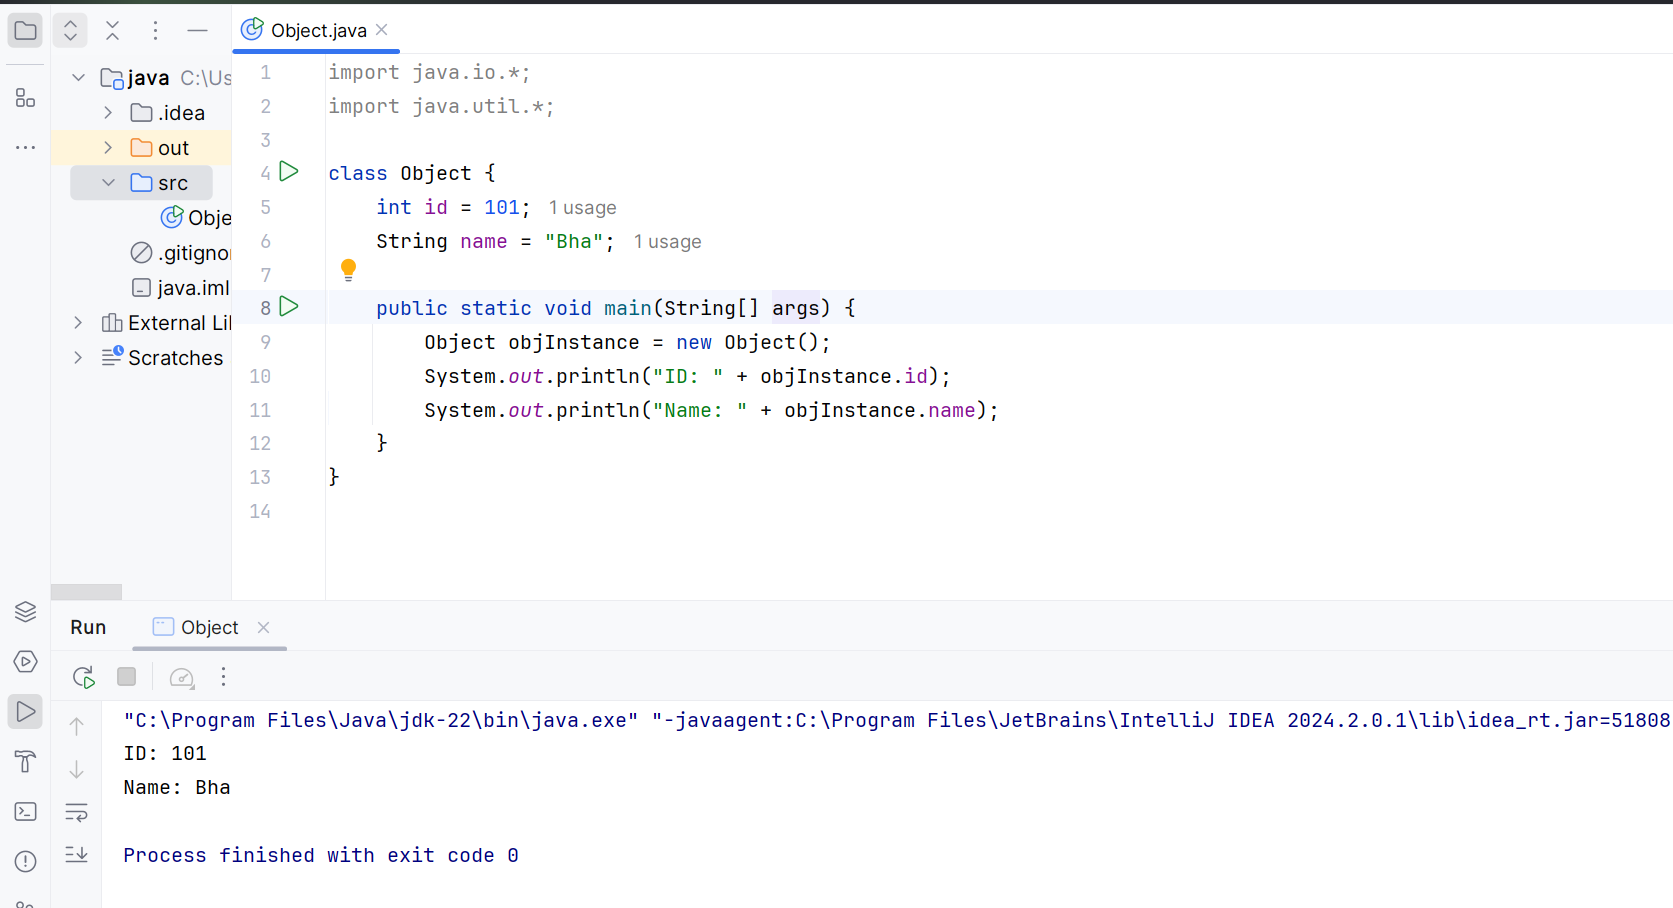 Object.java
java C:\Us
.idea
out
src
Obje
.gitignor
java.iml
External Lil
Scratches
1 import java.io.*;
2 import java.util.*;
3
4 class Object {
5 int id = 101; 1 usage
6 String name = "Bha"; 1 usage
7
8 public static void main(String[] args) {
9 Object objInstance = new Object();
10 System.out.println("ID: " + objInstance.id);
11 System.out.println("Name: " + objInstance.name);
12 }
13 }
14
Run Object
"C:\Program Files\Java\jdk-22\bin\java.exe" "-javaagent:C:\Program Files\JetBrains\IntelliJ IDEA 2024.2.0.1\lib\idea_rt.jar=51808
ID: 101
Name: Bha
Process finished with exit code 0